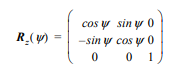 cos ψ sin ψ 0
R_z(ψ) = −sin ψ cos ψ 0
0 0 1